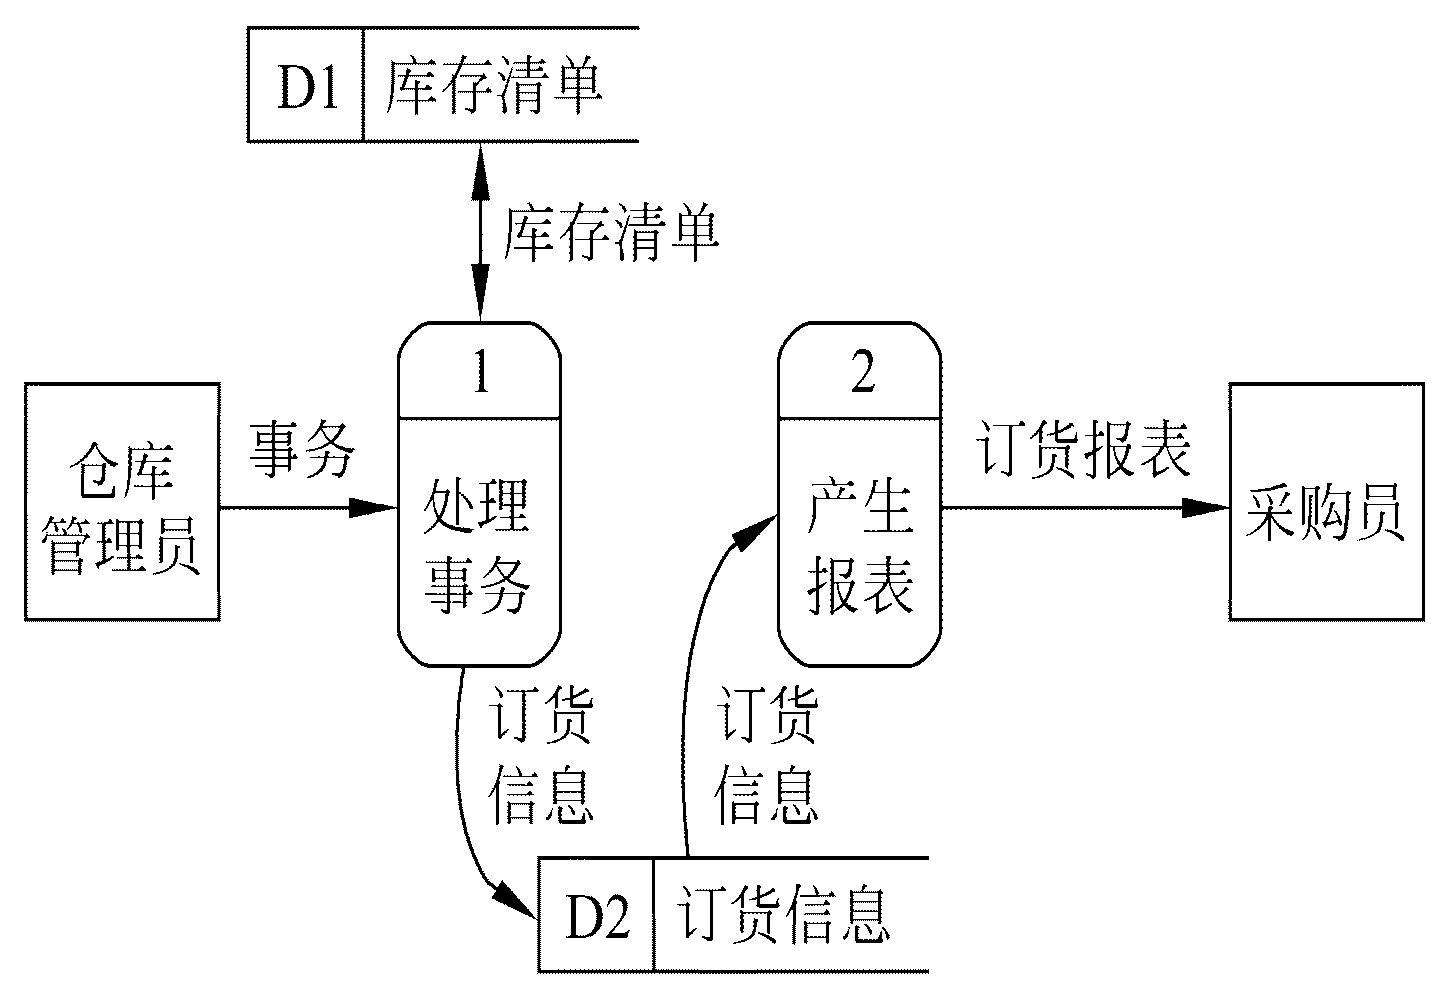 D1 库存清单
库存清单
1
2
仓库
管理员
事务
处理
事务
产生
报表
订货报表
采购员
订货
信息
订货
信息
D2 订货信息